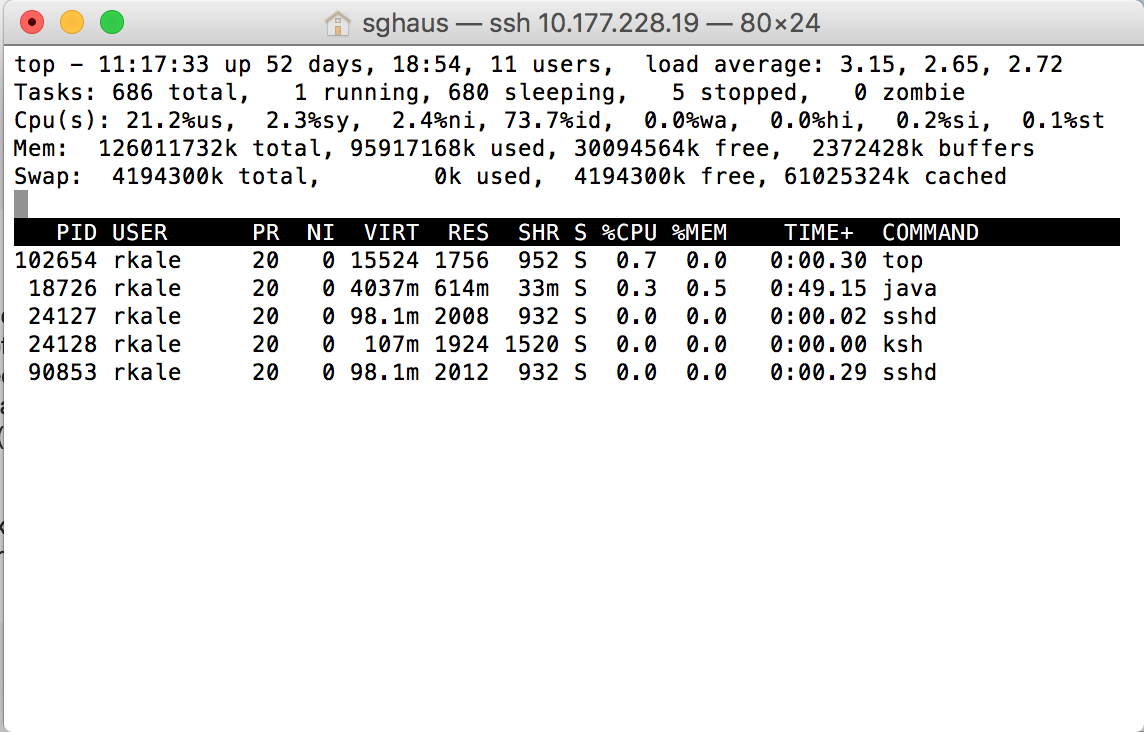 sghaus — ssh 10.177.228.19 — 80×24
top - 11:17:33 up 52 days, 18:54, 11 users,  load average: 3.15, 2.65, 2.72
Tasks: 686 total,   1 running, 680 sleeping,   5 stopped,   0 zombie
Cpu(s): 21.2%us,  2.3%sy,  2.4%ni, 73.7%id,  0.0%wa,  0.0%hi,  0.2%si,  0.1%st
Mem:  126011732k total, 95917168k used, 30094564k free,  2372428k buffers
Swap:  4194300k total,        0k used,  4194300k free, 61025324k cached
   PID USER      PR  NI  VIRT  RES  SHR S %CPU %MEM    TIME+  COMMAND
102654 rkale     20   0 15524 1756  952 S  0.7  0.0   0:00.30 top
 18726 rkale     20   0 4037m 614m  33m S  0.3  0.5   0:49.15 java
 24127 rkale     20   0 98.1m 2008  932 S  0.0  0.0   0:00.02 sshd
 24128 rkale     20   0  107m 1924 1520 S  0.0  0.0   0:00.00 ksh
 90853 rkale     20   0 98.1m 2012  932 S  0.0  0.0   0:00.29 sshd